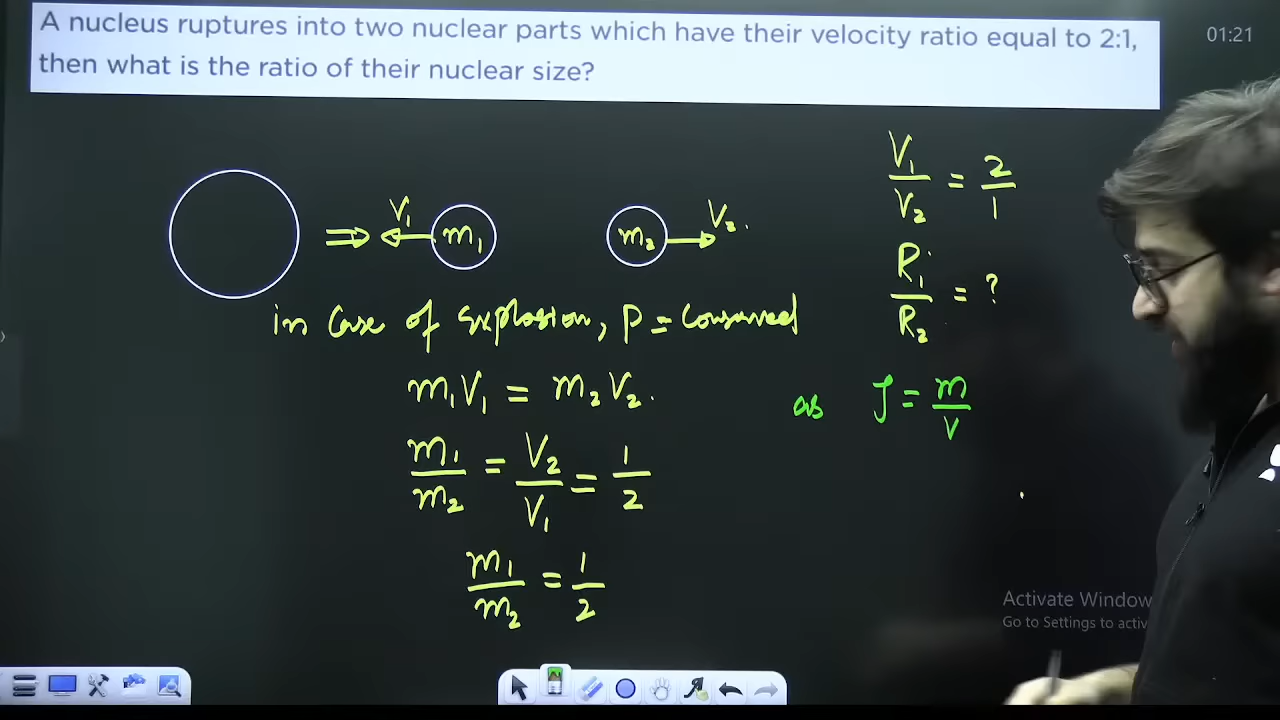 A nucleus ruptures into two nuclear parts which have their velocity ratio equal to 2:1,
then what is the ratio of their nuclear size?
01:21
V₁/V₂ = 2/1
V₁ m₁ m₂ V₂.
R₁/R₂ = ?
in case of explosion, P = conserved
m₁V₁ = m₂V₂.
as ρ = m/V
m₁/m₂ = V₂/V₁ = 1/2
m₁/m₂ = 1/2
Activate Window
Go to Settings to activ